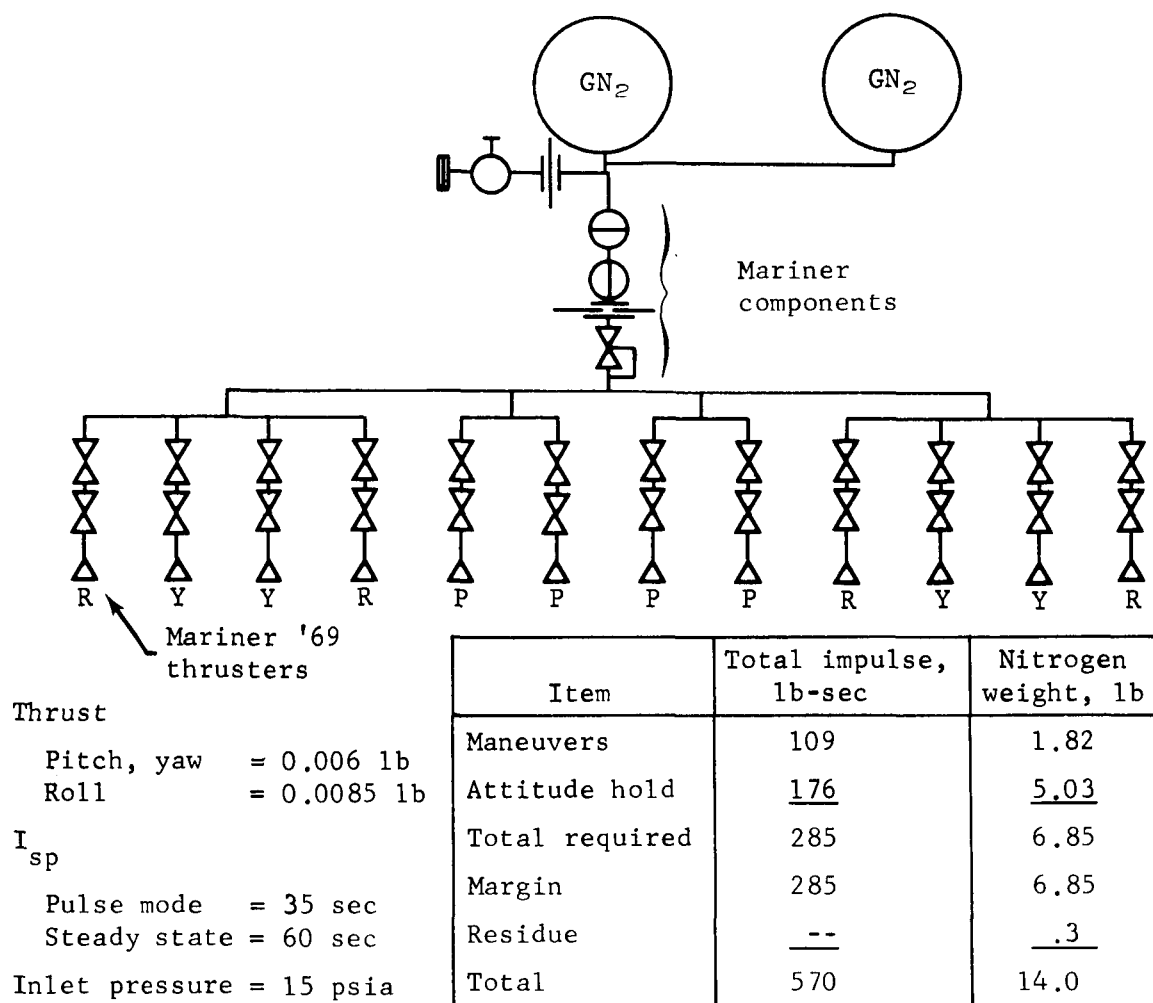 GN₂ GN₂
Mariner
components
R Y Y R P P P P R Y Y R
Mariner '69
thrusters
Thrust
Pitch, yaw = 0.006 lb
Roll = 0.0085 lb
I_sp
Pulse mode = 35 sec
Steady state = 60 sec
Inlet pressure = 15 psia
Item Total impulse, lb-sec Nitrogen weight, lb
Maneuvers 109 1.82
Attitude hold 176 5.03
Total required 285 6.85
Margin 285 6.85
Residue -- .3
Total 570 14.0